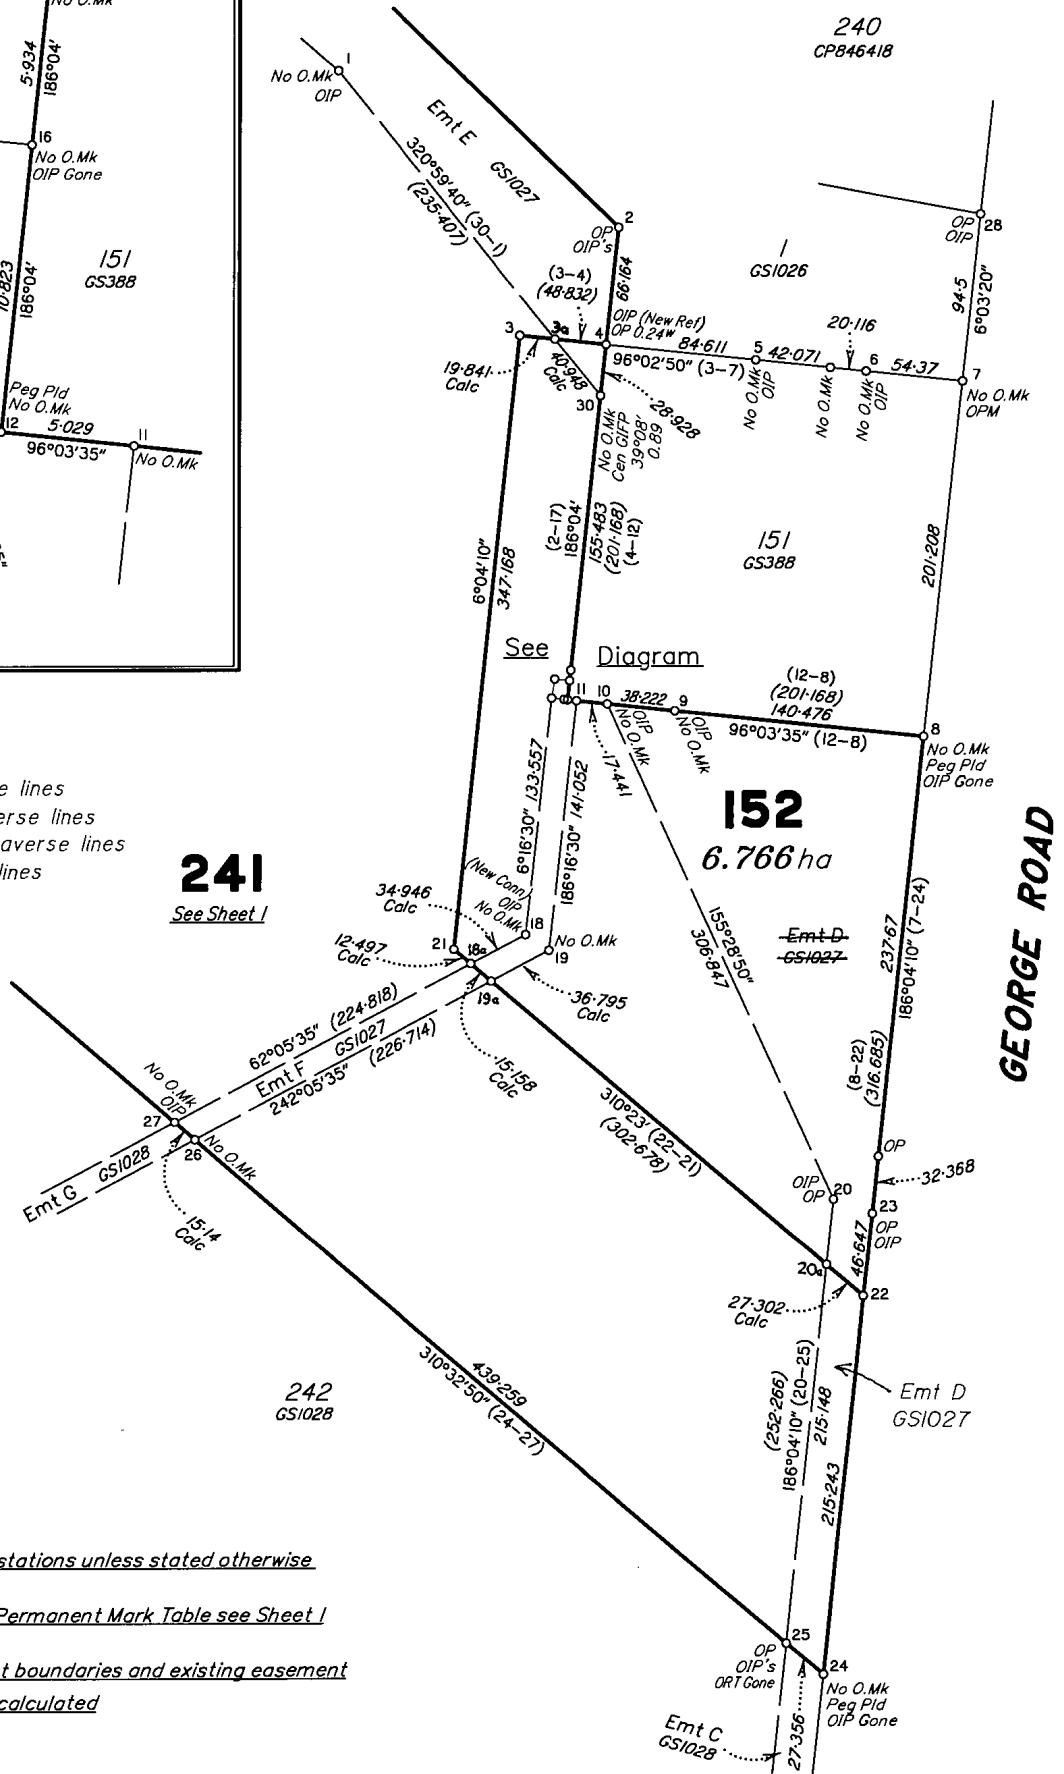 No O.Mk
5·934
186°04'
16
No O.Mk
OIP Gone
151
GS388
10·823
186°04'
Peg Pld
No O.Mk
12
5·029
96°03'35"
11
No O.Mk
240
CP846418
1
No O.Mk
OIP
Emt E
GS1027
320°59'40" (30-1)
(235·407)
2
OP
OIP's
66·164
(3-4)
(48·832)
OIP (New Ref)
OP 0.24W
3
3a
4
19·841
Calc
40·948
Calc
84·611
96°02'50" (3-7)
5
OIP
No O.Mk
42·071
No O.Mk
20·116
6
OIP
No O.Mk
54·37
7
No O.Mk
OPM
1
GS1026
OP
OIP
28
94·5
6°03'20"
30
28·928
No O.Mk
Cen GIFP
39°08'
0.89
(2-17)
186°04'
155·483
(201·168)
(4-12)
6°04'10"
347·168
151
GS388
201·208
See Diagram
11
10
38·222
OIP
No O.Mk
9
OIP
No O.Mk
(12-8)
(201·168)
140·476
96°03'35" (12-8)
8
No O.Mk
Peg Pld
OIP Gone
17·441
6°16'30" 133·557
186°16'30" 141·052
152
6.766 ha
e lines
erse lines
averse lines
lines
241
See Sheet 1
(New Conn)
OIP
No O.Mk
34·946
Calc
18
12·497
Calc
21
18a
19
No O.Mk
19a
36·795
Calc
155°28'50"
306·847
Emt D
GS1027
237·67
186°04'10" (7-24)
GEORGE ROAD
62°05'35" (224·818)
Emt F GS1027
242°05'35" (226·714)
15·158
Calc
(8-22)
(316·685)
310°23' (22-21)
(302·678)
No O.Mk
OIP
27
26
No O.Mk
Emt G GS1028
15·14
Calc
OP
32·368
OIP
OP
20
23
OP
OIP
46·647
20a
22
27·302
Calc
242
GS1028
439·259
310°32'50" (24-27)
(252·266)
186°04'10" (20-25)
215·148
Emt D
GS1027
215·243
stations unless stated otherwise
Permanent Mark Table see Sheet 1
t boundaries and existing easement
calculated
25
OP
OIP's
ORT Gone
24
No O.Mk
Peg Pld
OIP Gone
Emt C
GS1028
27·356